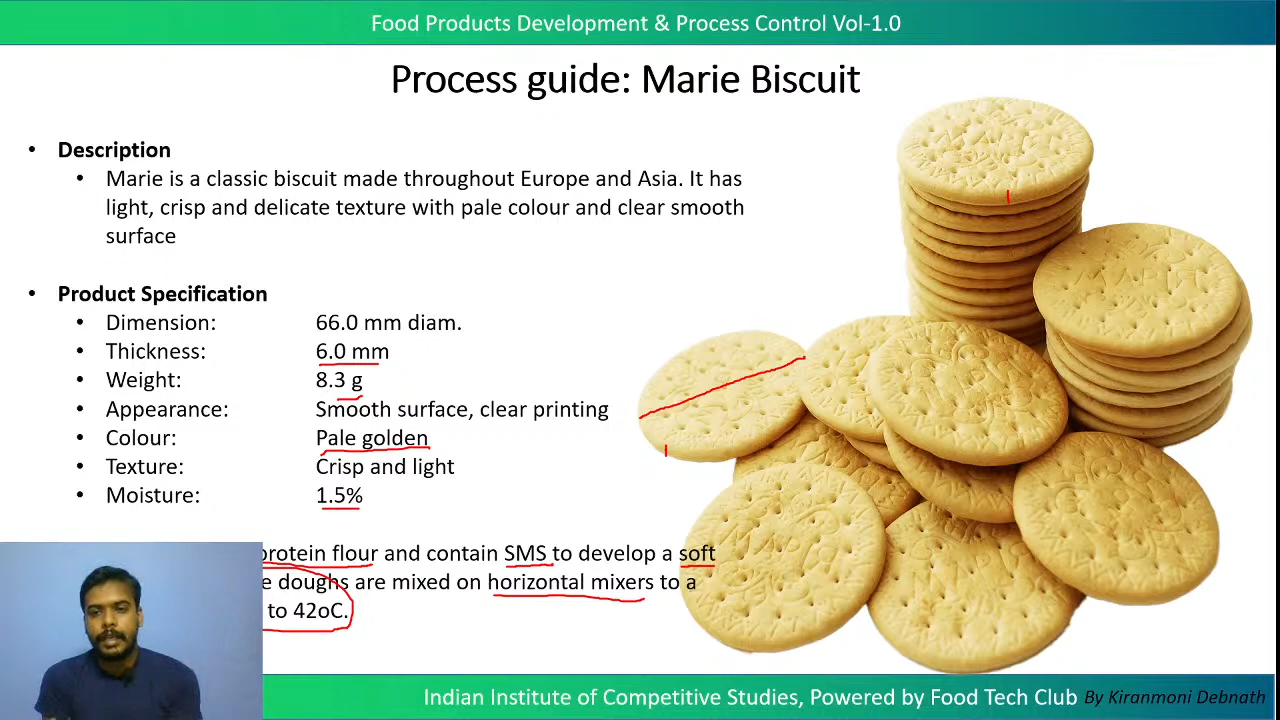 Food Products Development & Process Control Vol-1.0
Process guide: Marie Biscuit
• Description
• Marie is a classic biscuit made throughout Europe and Asia. It has
light, crisp and delicate texture with pale colour and clear smooth
surface
• Product Specification
• Dimension: 66.0 mm diam.
• Thickness: 6.0 mm
• Weight: 8.3 g
• Appearance: Smooth surface, clear printing
• Colour: Pale golden
• Texture: Crisp and light
• Moisture: 1.5%
protein flour and contain SMS to develop a soft
doughs are mixed on horizontal mixers to a
to 42oC.
Indian Institute of Competitive Studies, Powered by Food Tech Club By Kiranmoni Debnath